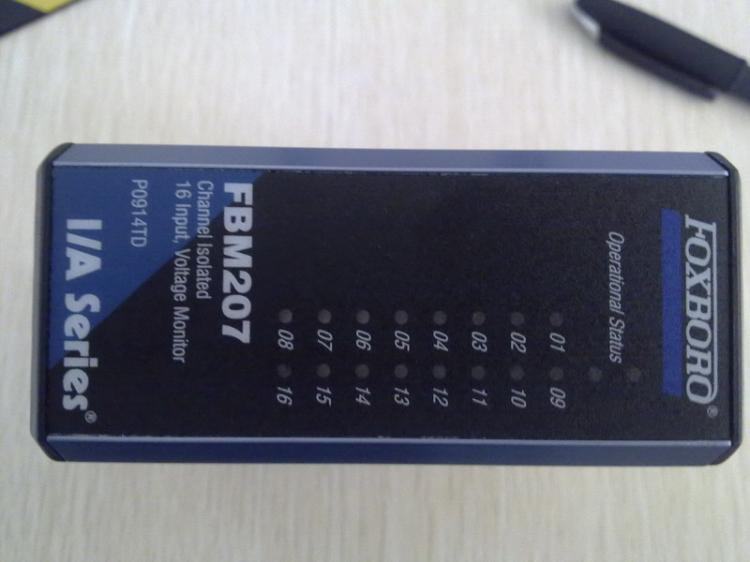 FOXBORO®
Operational Status
01 09
02 10
03 11
04 12
05 13
06 14
07 15
08 16
FBM207
Channel Isolated
16 Input, Voltage Monitor
P0914TD
I/A Series®